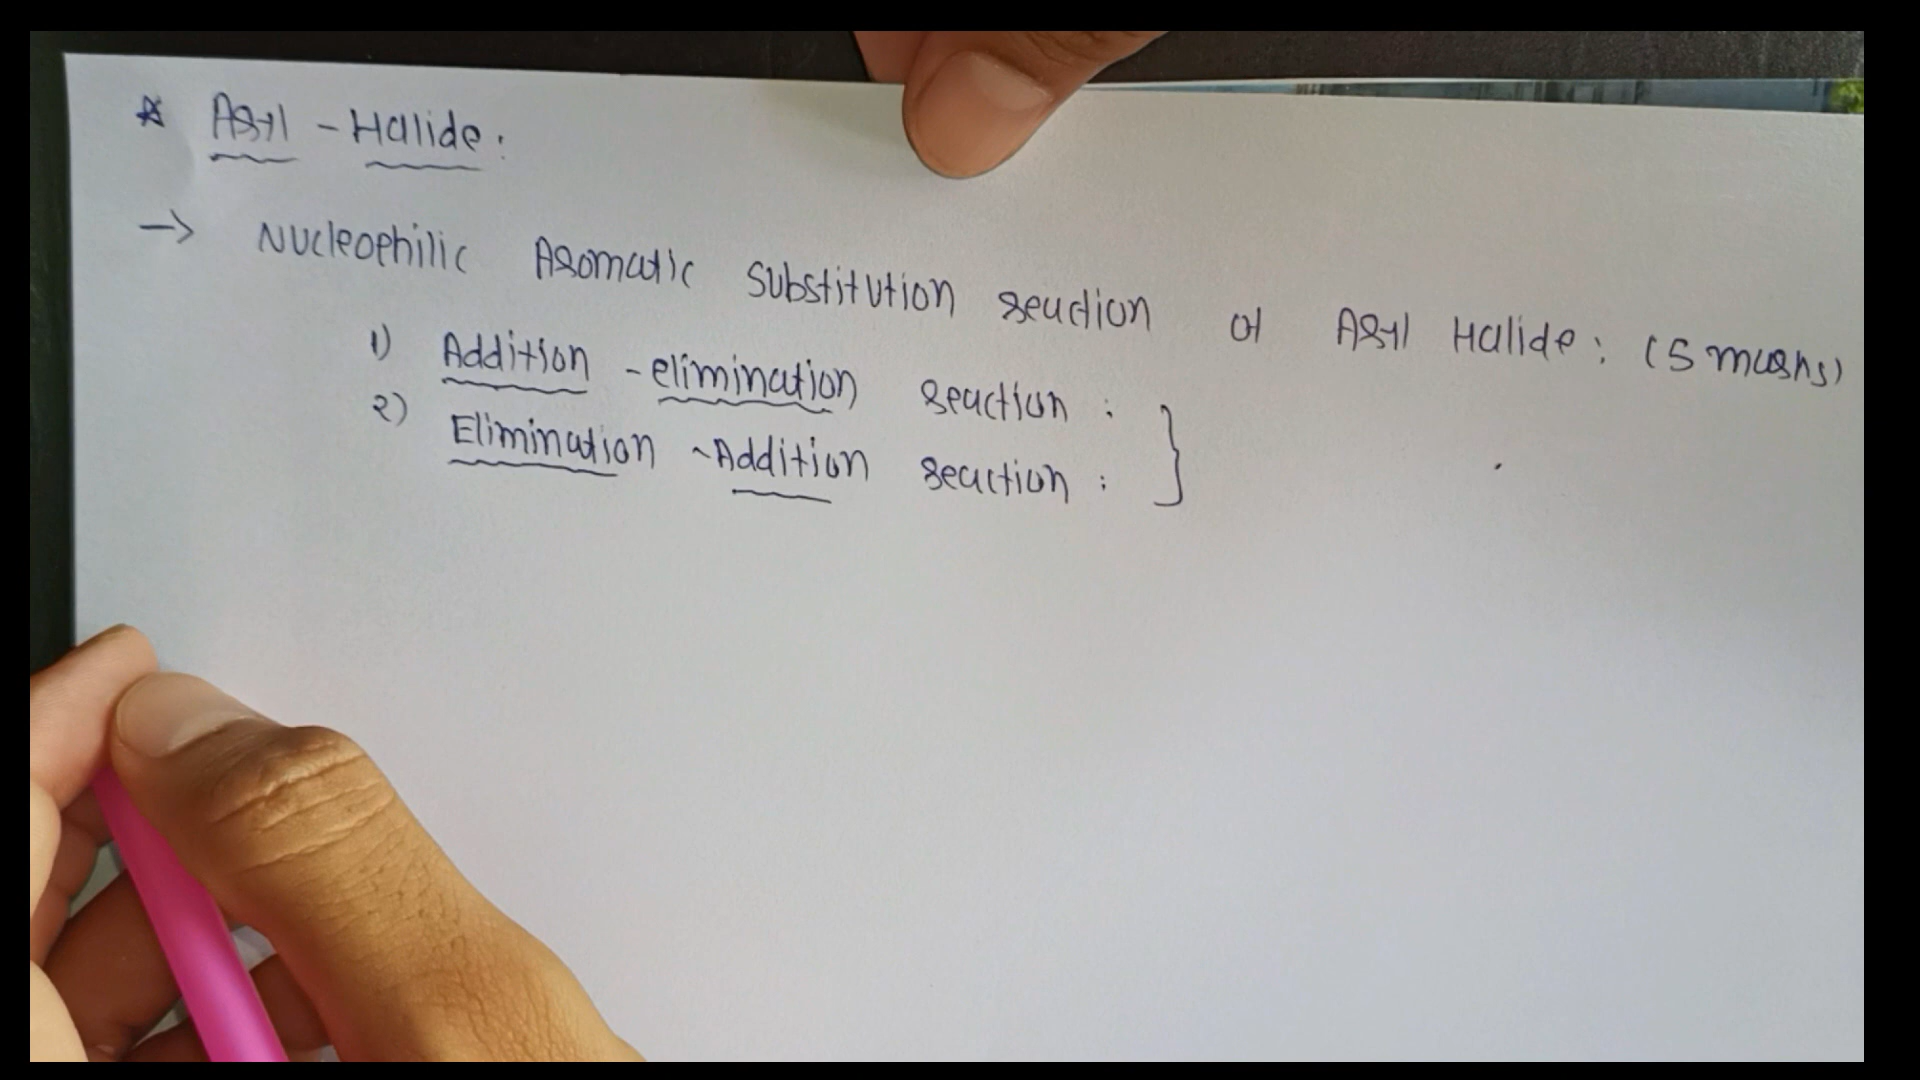 * Aryl - Halide:
→ Nucleophilic Aromatic substitution reaction of Aryl Halide: (5 marks)
1) Addition - elimination reaction :
2) Elimination - Addition reaction :